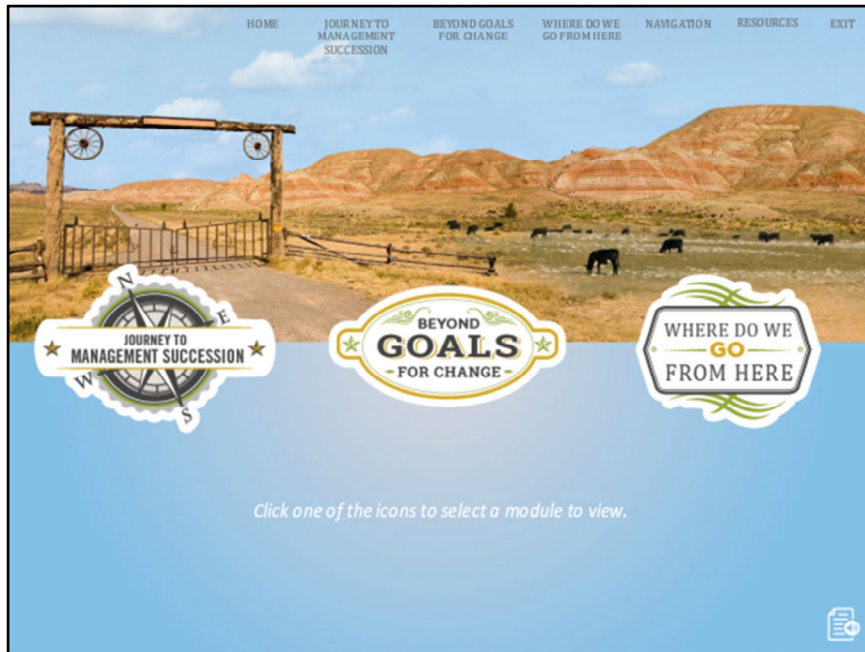 HOME
JOURNEY TO
MANAGEMENT
SUCCESSION
BEYOND GOALS
FOR CHANGE
WHERE DO WE
GO FROM HERE
NAVIGATION
RESOURCES
EXIT
N
E
W
S
JOURNEY TO
MANAGEMENT SUCCESSION
BEYOND
GOALS
FOR CHANGE
WHERE DO WE
GO
FROM HERE
Click one of the icons to select a module to view.